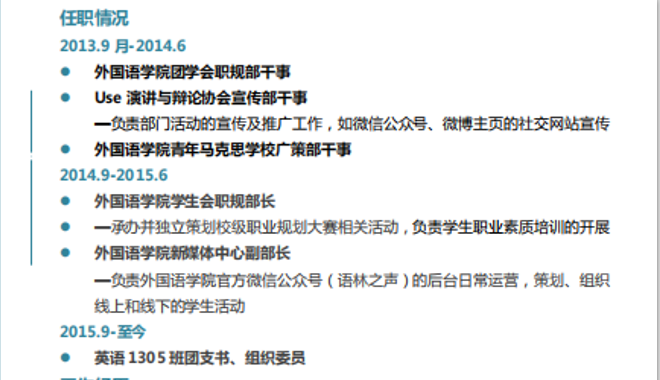 任职情况
2013.9 月-2014.6
● 外国语学院团学会职规部干事
● Use 演讲与辩论协会宣传部干事
—负责部门活动的宣传及推广工作，如微信公众号、微博主页的社交网站宣传
● 外国语学院青年马克思学校广策部干事
2014.9-2015.6
● 外国语学院学生会职规部长
● —承办并独立策划校级职业规划大赛相关活动，负责学生职业素质培训的开展
● 外国语学院新媒体中心副部长
—负责外国语学院官方微信公众号（语林之声）的后台日常运营，策划、组织
线上和线下的学生活动
2015.9-至今
● 英语 1305 班团支书、组织委员